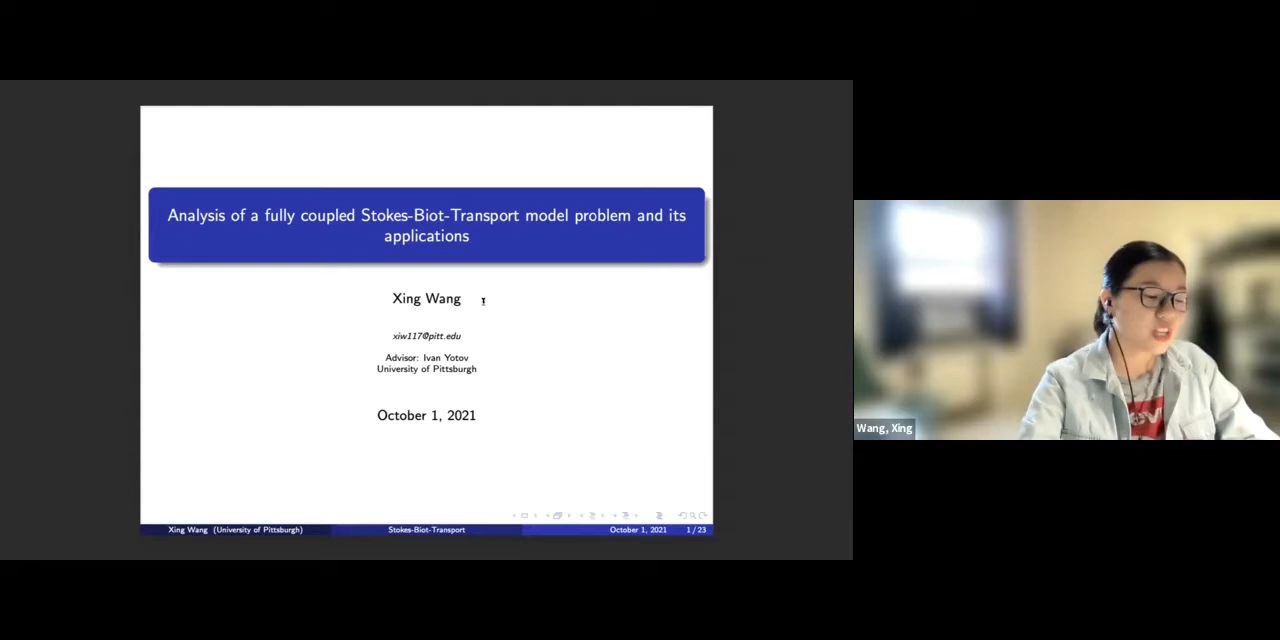 Analysis of a fully coupled Stokes-Biot-Transport model problem and its
applications
Xing Wang
xiw117@pitt.edu
Advisor: Ivan Yotov
University of Pittsburgh
October 1, 2021
Xing Wang (University of Pittsburgh)
Stokes-Biot-Transport
October 1, 2021
1 / 23
Wang, Xing